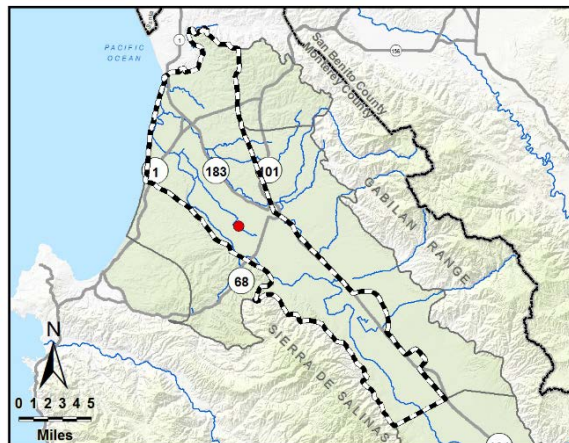 PACIFIC
OCEAN
1
156
San Benito County
Monterey County
183
101
1
GABILAN RANGE
68
SIERRA DE SALINAS
N
0 1 2 3 4 5
Miles